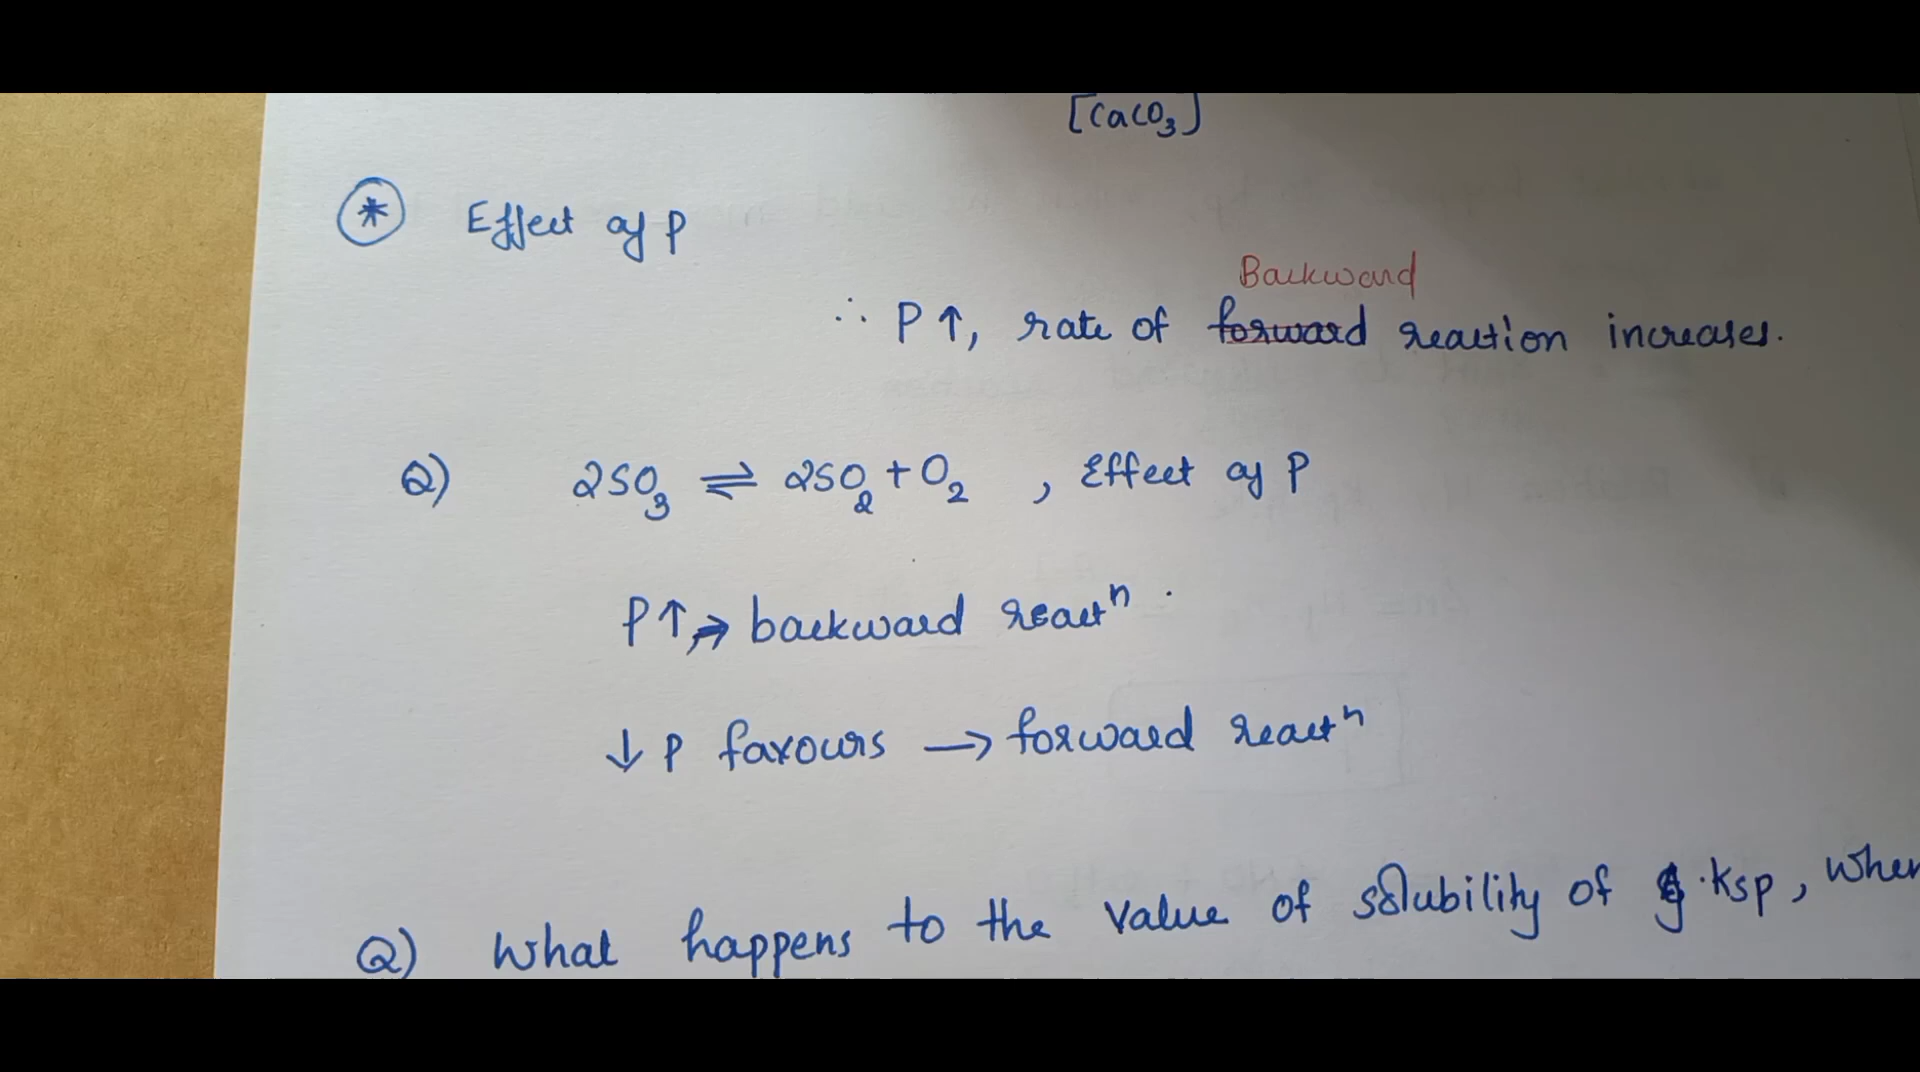 [CaCO₃]
* Effect of P
Backward
∴ P↑, rate of forward reaction increases.
Q) 2SO₃ ⇌ 2SO₂ + O₂ , Effect of P
P↑→ backward reactⁿ.
↓ P favours → forward reactⁿ
Q) What happens to the value of solubility of Ksp, when